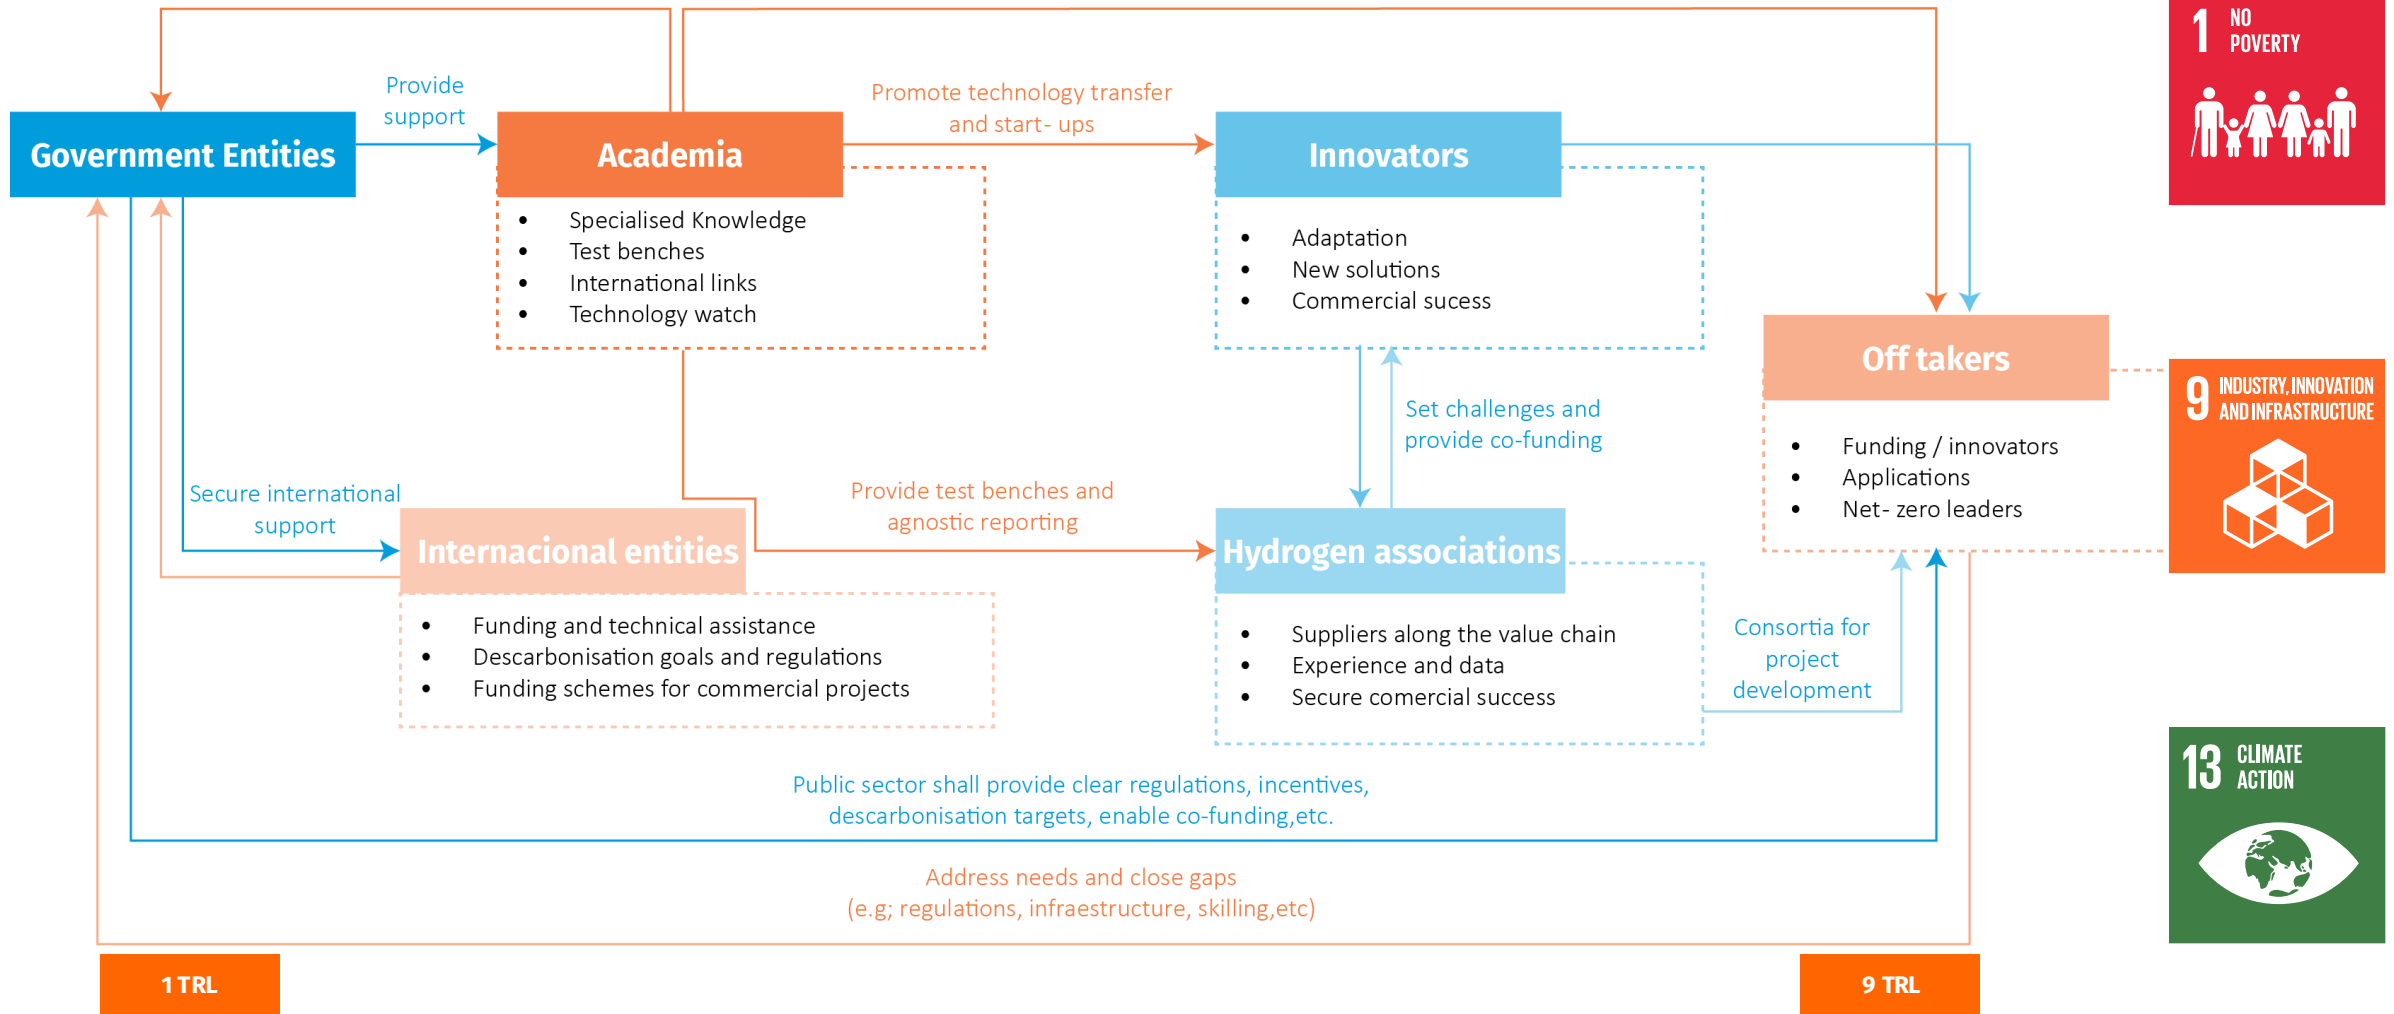 1 NO
POVERTY
Provide
support
Promote technology transfer
and start- ups
Government Entities
Academia
Innovators
• Specialised Knowledge
• Test benches
• International links
• Technology watch
• Adaptation
• New solutions
• Commercial sucess
Off takers
9 INDUSTRY, INNOVATION
AND INFRASTRUCTURE
Set challenges and
provide co-funding
• Funding / innovators
• Applications
• Net- zero leaders
Secure international
support
Provide test benches and
agnostic reporting
Internacional entities
Hydrogen associations
• Funding and technical assistance
• Descarbonisation goals and regulations
• Funding schemes for commercial projects
• Suppliers along the value chain
• Experience and data
• Secure comercial success
Consortia for
project
development
13 CLIMATE
ACTION
Public sector shall provide clear regulations, incentives,
descarbonisation targets, enable co-funding,etc.
Address needs and close gaps
(e.g; regulations, infraestructure, skilling,etc)
1 TRL
9 TRL